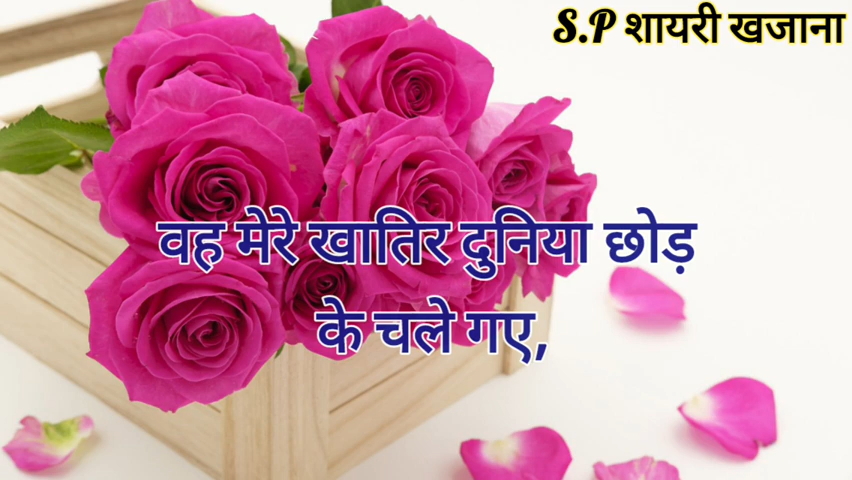 S.P शायरी खजाना
वह मेरे खातिर दुनिया छोड़
के चले गए,